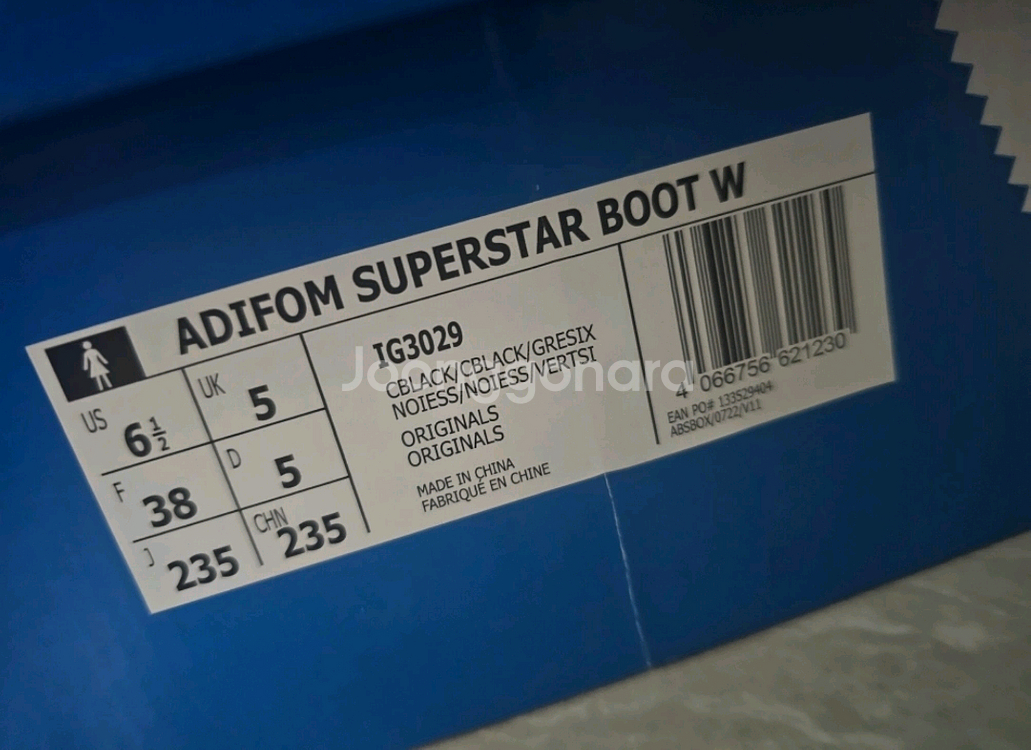 ADIFOM SUPERSTAR BOOT W
US 6½
UK 5
F 38
D 5
J 235
CHN 235
IG3029
CBLACK/CBLACK/GRESIX
NOIESS/NOIESS/VERTSI
ORIGINALS
ORIGINALS
MADE IN CHINA
FABRIQUÉ EN CHINE
4 066756 621230
EAN PO# 133529404
ABSBOX/0722/V11
Joonggonara